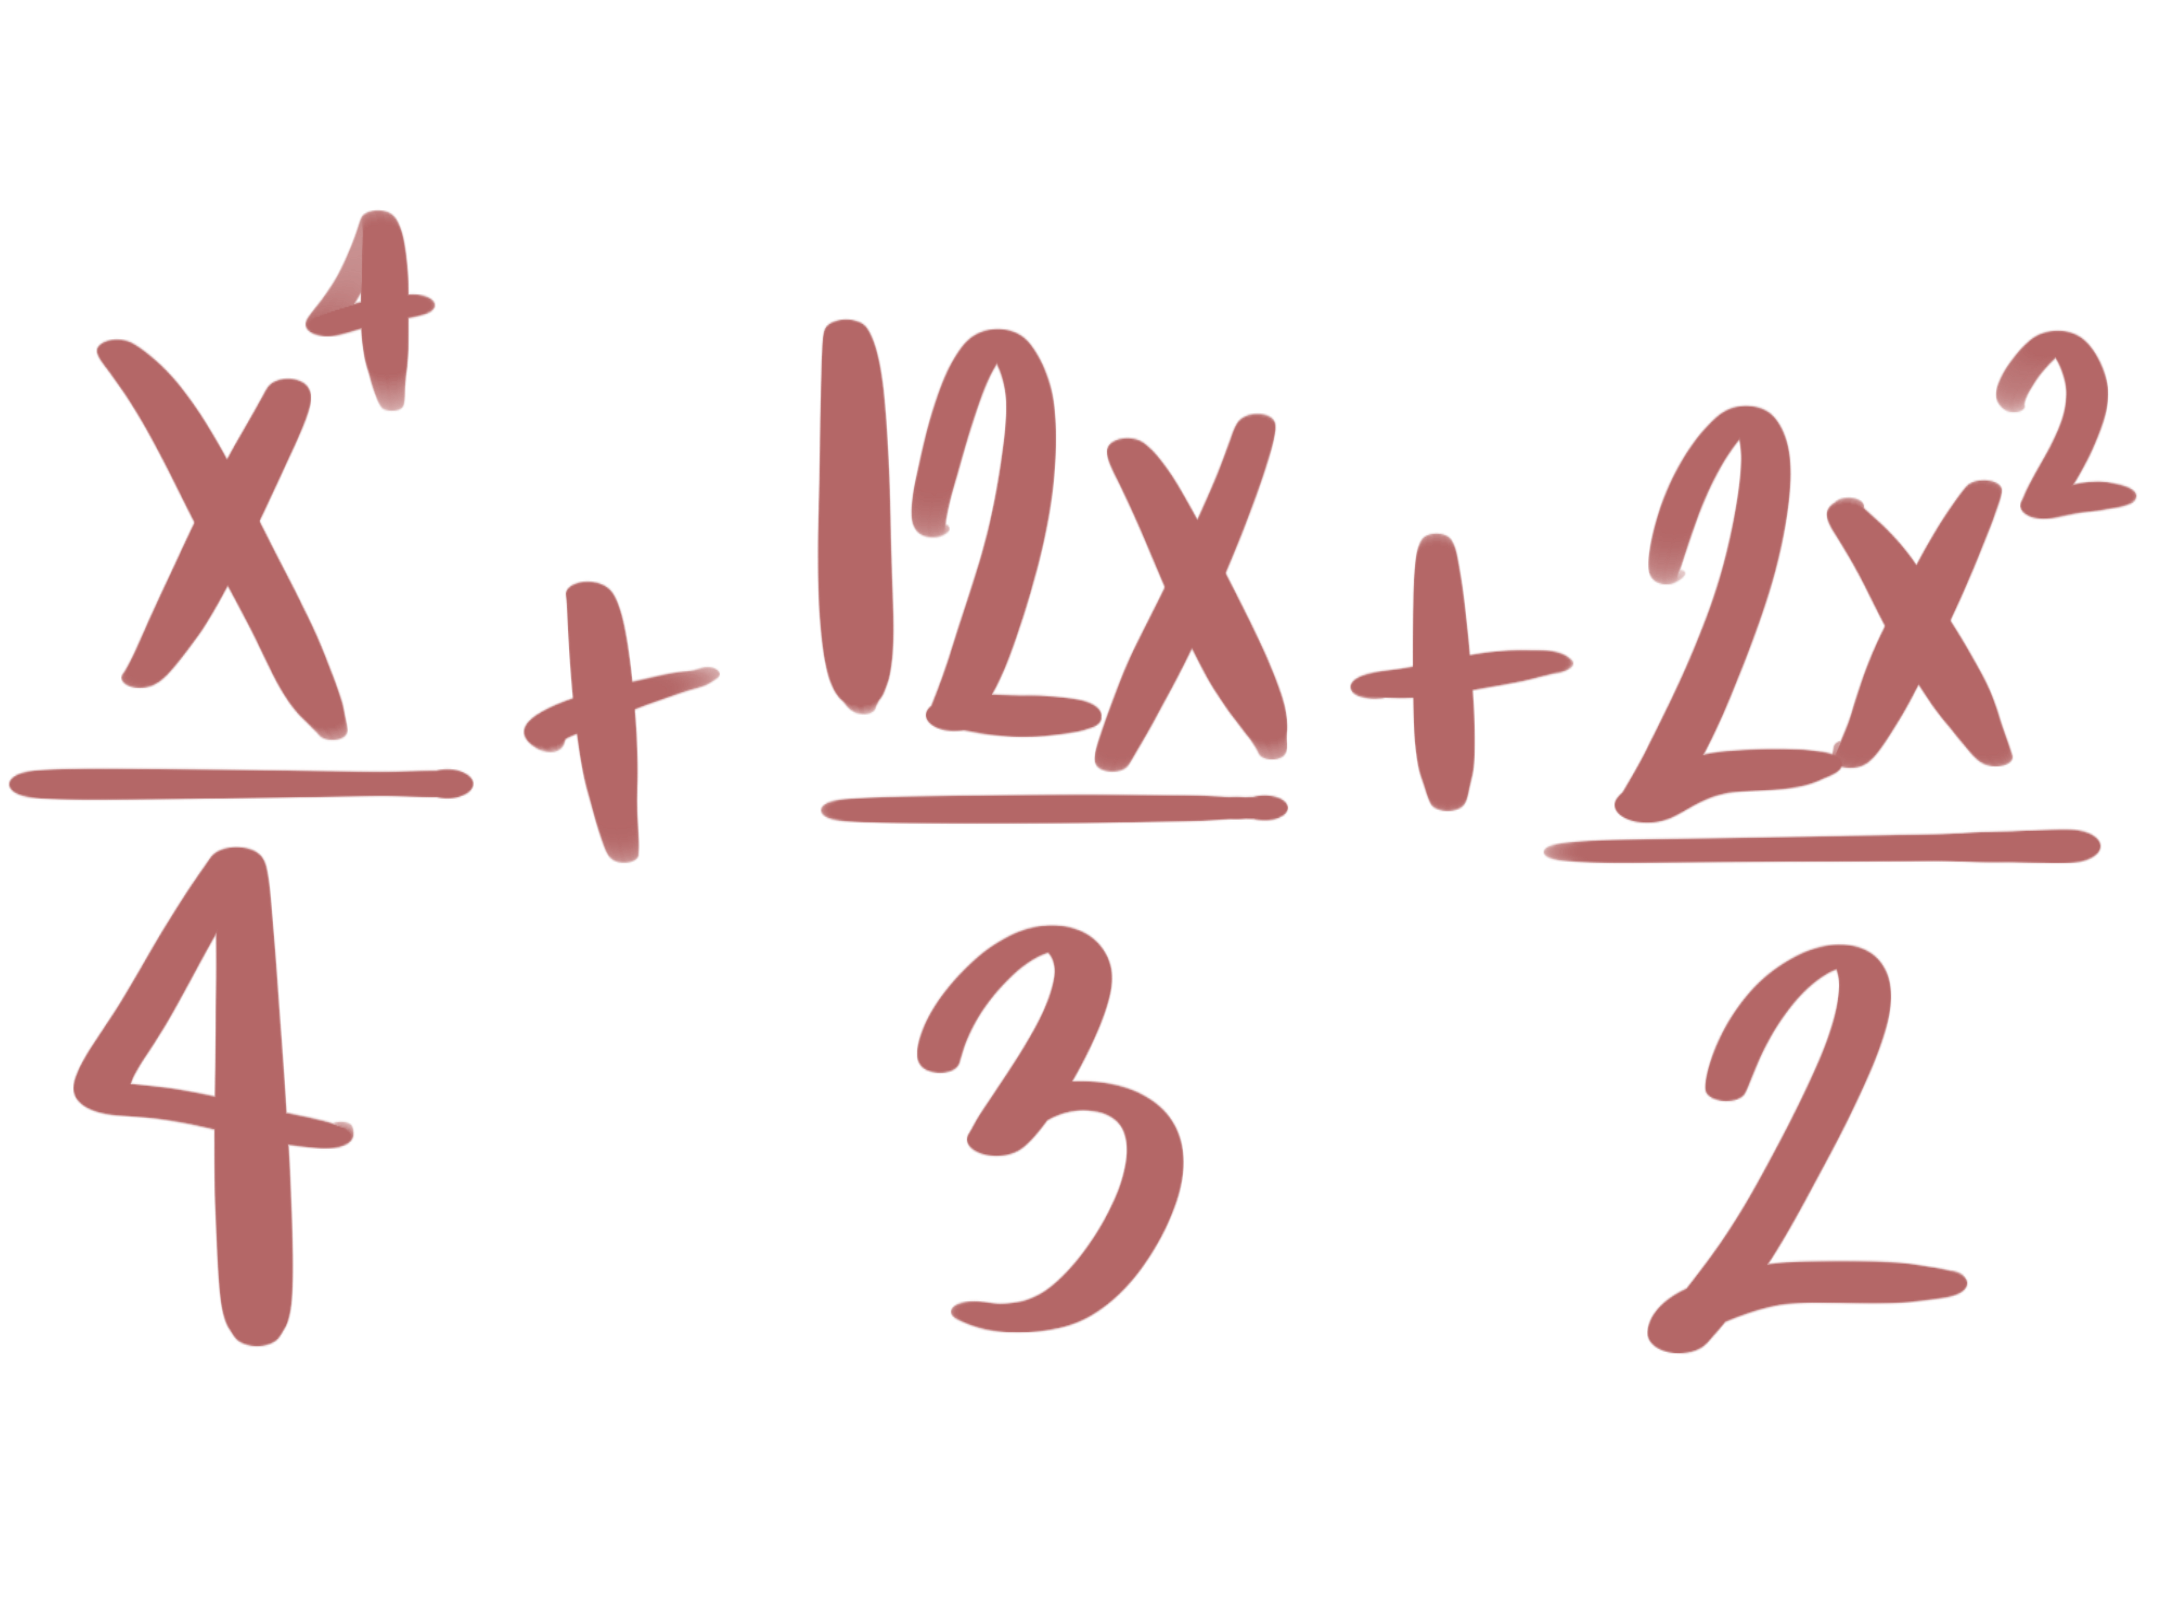 x⁴/4 + 12x/3 + 2x²/2